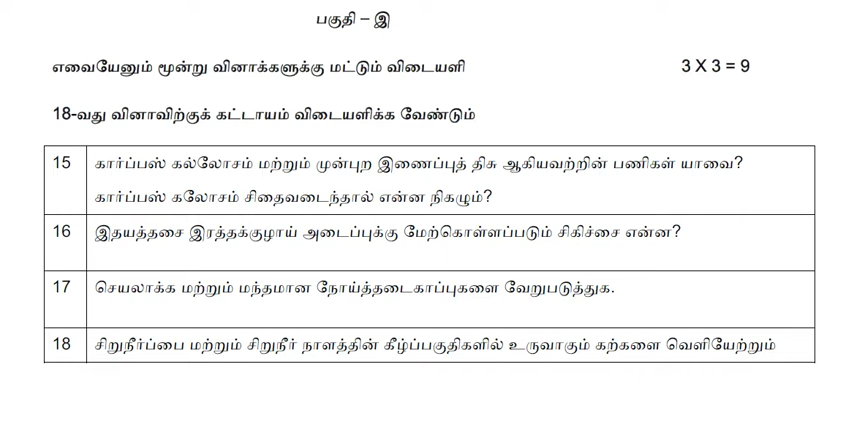 பகுதி – இ
எவையேனும் மூன்று வினாக்களுக்கு மட்டும் விடையளி 3 X 3 = 9
18-வது வினாவிற்குக் கட்டாயம் விடையளிக்க வேண்டும்
15 கார்ப்பஸ் கல்லோசம் மற்றும் முன்புற இணைப்புத் திசு ஆகியவற்றின் பணிகள் யாவை?
கார்ப்பஸ் கலோசம் சிதைவடைந்தால் என்ன நிகழும்?
16 இதயத்தசை இரத்தக்குழாய் அடைப்புக்கு மேற்கொள்ளப்படும் சிகிச்சை என்ன?
17 செயலாக்க மற்றும் மந்தமான நோய்த்தடைகாப்புகளை வேறுபடுத்துக.
18 சிறுநீர்ப்பை மற்றும் சிறுநீர் நாளத்தின் கீழ்ப்பகுதிகளில் உருவாகும் கற்களை வெளியேற்றும்